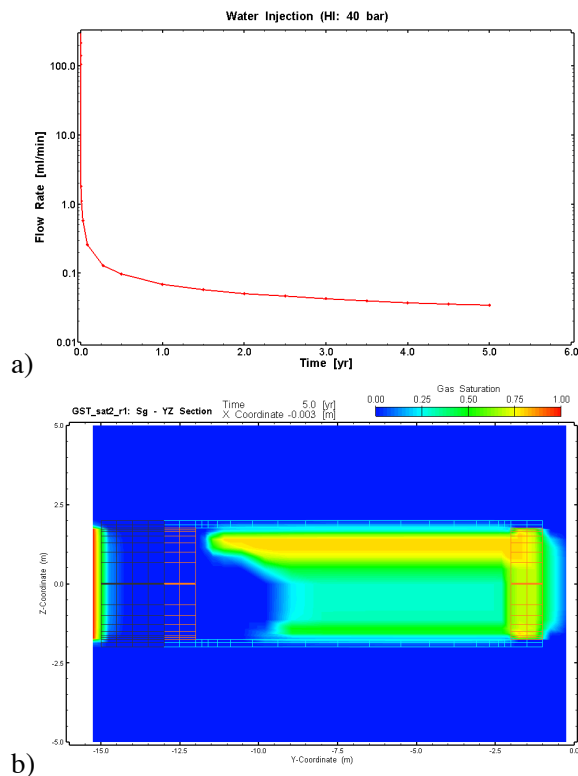 Water Injection (HI: 40 bar)
100.0
10.0
1.0
0.1
0.01
Flow Rate [ml/min]
0.0 1.0 2.0 3.0 4.0 5.0 6.0
Time [yr]
a)
Gas Saturation
GST_sat2_r1: Sg - YZ Section
Time 5.0 [yr]
X Coordinate -0.003 [m]
0.00 0.25 0.50 0.75 1.00
5.0
2.5
0.0
-2.5
-5.0
Z-Coordinate (m)
-15.0 -12.5 -10.0 -7.5 -5.0 -2.5 0.0
Y-Coordinate (m)
b)